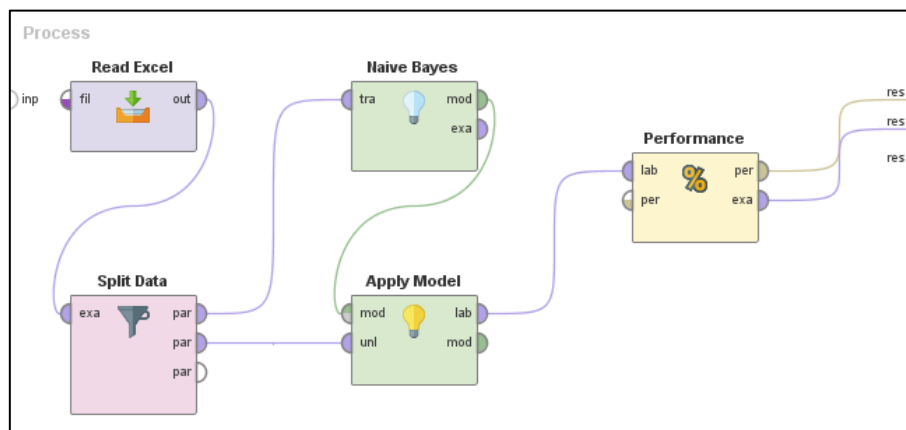 Process
Read Excel
inp
fil
out
Naive Bayes
tra
mod
exa
Performance
lab
per
%
per
exa
res
res
res
Split Data
exa
par
par
par
Apply Model
mod
lab
unl
mod